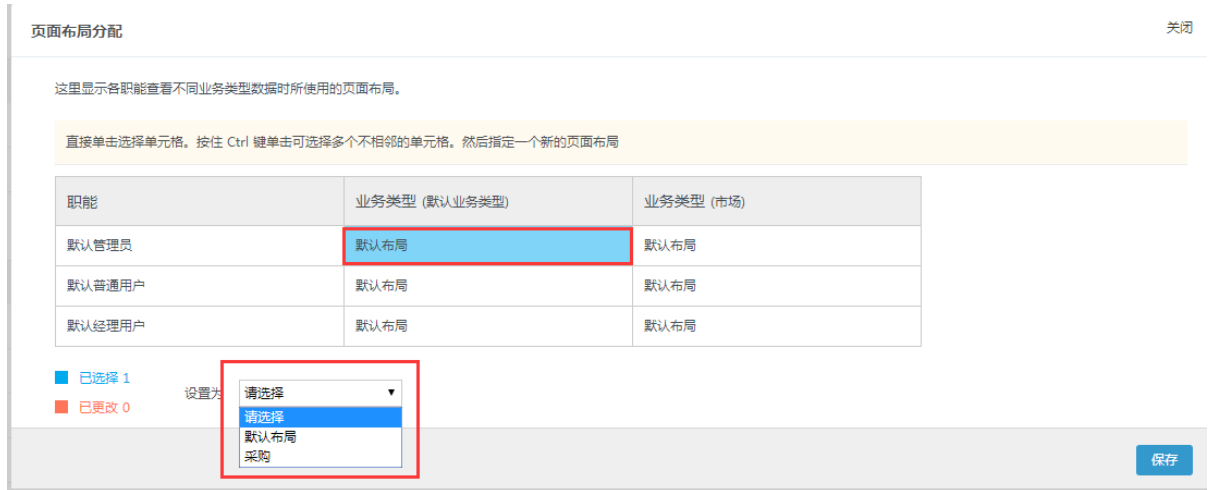 页面布局分配
关闭
这里显示各职能查看不同业务类型数据时所使用的页面布局。
直接单击选择单元格。按住 Ctrl 键单击可选择多个不相邻的单元格。然后指定一个新的页面布局
职能 业务类型 (默认业务类型) 业务类型 (市场)
默认管理员 默认布局 默认布局
默认普通用户 默认布局 默认布局
默认经理用户 默认布局 默认布局
已选择 1
已更改 0
设置为 请选择
请选择
默认布局
采购
保存